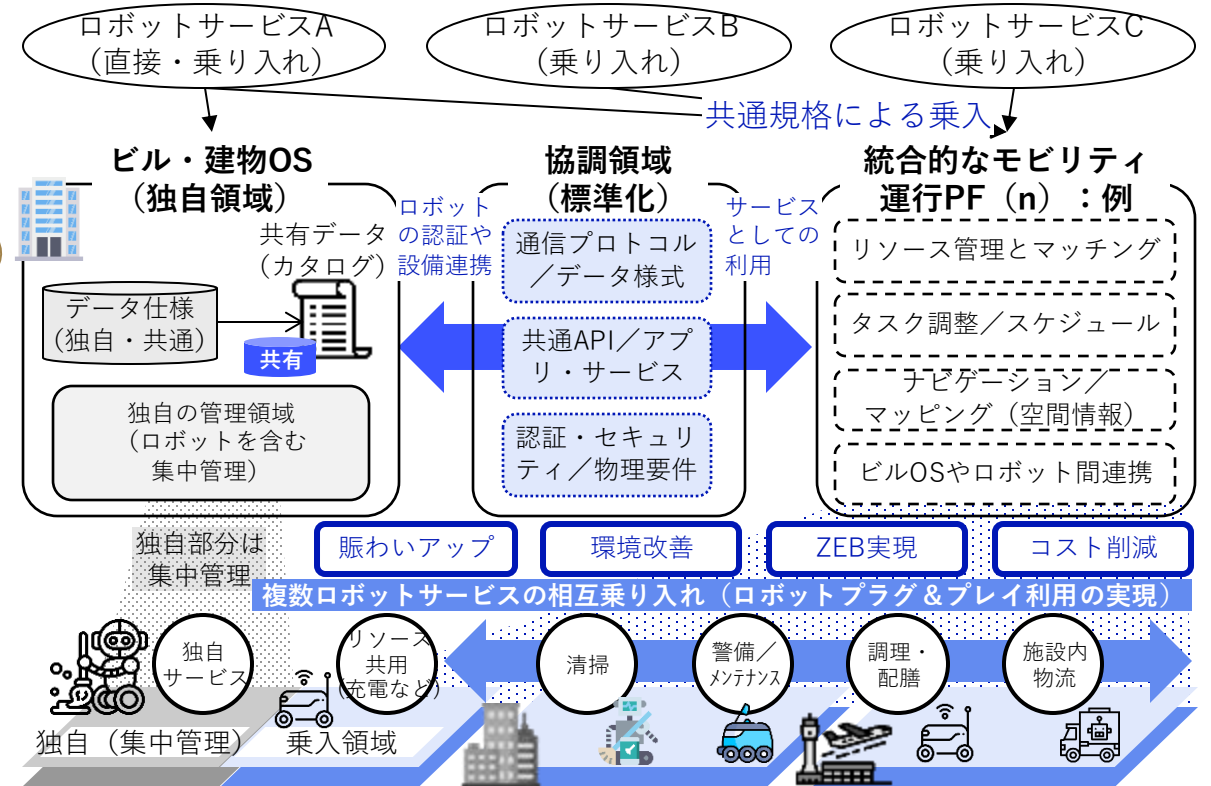 ロボットサービスA
(直接・乗り入れ)
ロボットサービスB
(乗り入れ)
ロボットサービスC
(乗り入れ)
共通規格による乗入
ビル・建物OS
(独自領域)
共有データ
(カタログ)
データ仕様
(独自・共通)
共有
独自の管理領域
(ロボットを含む
集中管理)
ロボット
の認証や
設備連携
協調領域
(標準化)
通信プロトコル
／データ様式
共通API／アプ
リ・サービス
認証・セキュリ
ティ／物理要件
サービス
としての
利用
統合的なモビリティ
運行PF（n）：例
リソース管理とマッチング
タスク調整／スケジュール
ナビゲーション／
マッピング（空間情報）
ビルOSやロボット間連携
独自部分は
集中管理
賑わいアップ
環境改善
ZEB実現
コスト削減
複数ロボットサービスの相互乗り入れ（ロボットプラグ＆プレイ利用の実現）
独自
サービス
リソース
共用
(充電など)
清掃
警備／
ﾒﾝﾃﾅﾝｽ
調理・
配膳
施設内
物流
独自（集中管理）
乗入領域